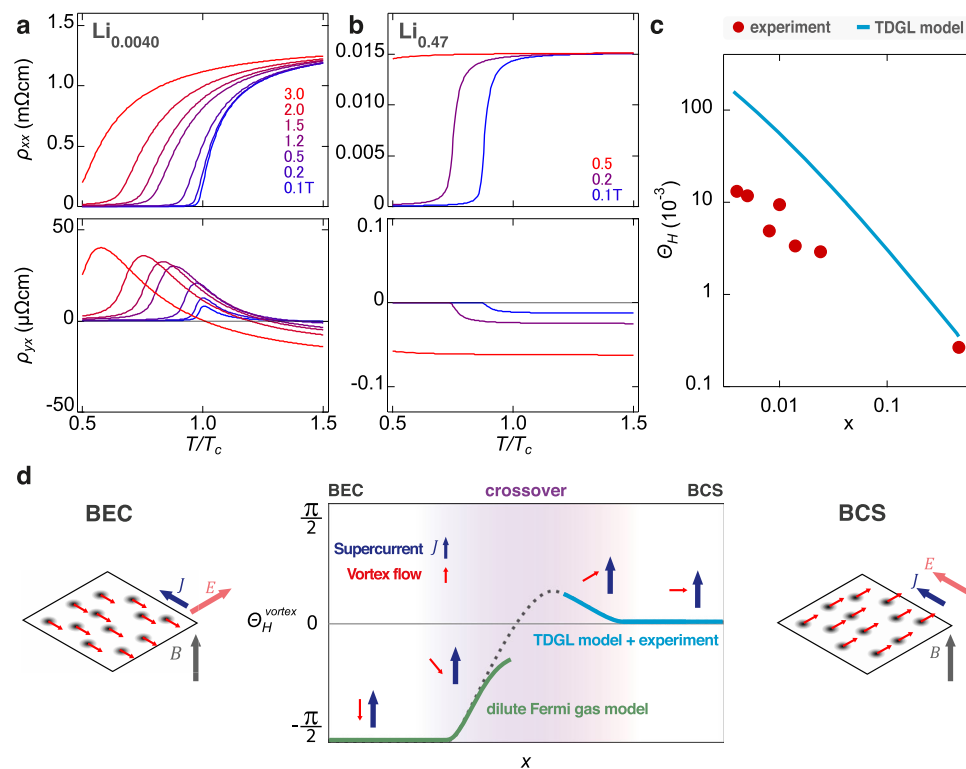 a
Li0.0040
ρxx (mΩcm)
1.5
1.0
0.5
0
3.0
2.0
1.5
1.2
0.5
0.2
0.1T
ρyx (μΩcm)
50
0
-50
0.5
1.0
1.5
T/Tc
b
Li0.47
0.015
0.010
0.005
0
0.5
0.2
0.1T
0.1
0
-0.1
0.5
1.0
1.5
T/Tc
c
experiment
TDGL model
ΘH (10-3)
100
10
1
0.1
0.01
0.1
x
d
BEC
J
E
B
BEC
crossover
BCS
π
2
Supercurrent J
Vortex flow
ΘHvortex
0
TDGL model + experiment
dilute Fermi gas model
-π
2
x
BCS
E
J
B